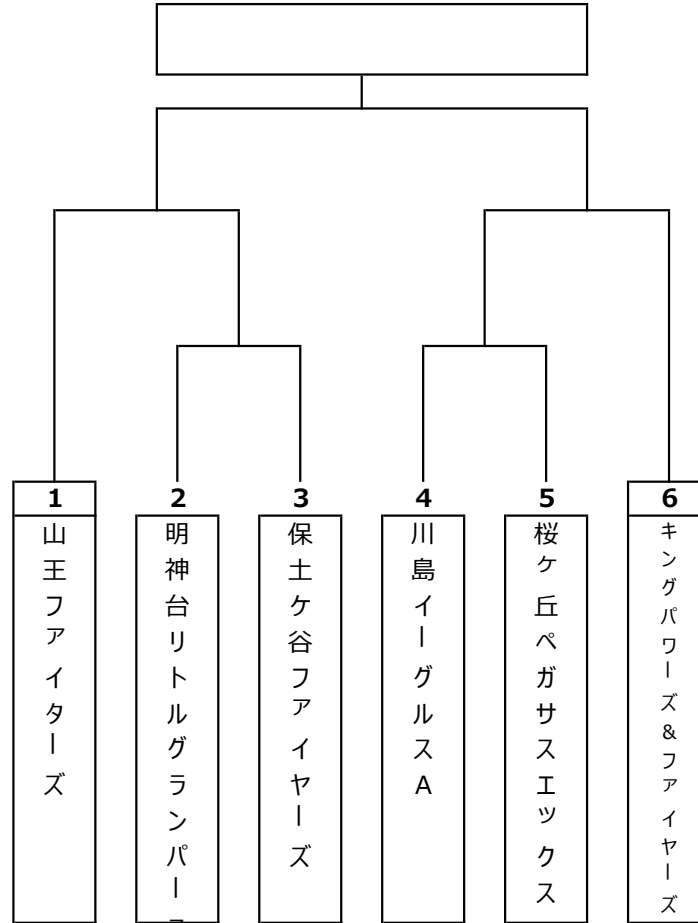 1
山王ファイターズ
2
明神台リトルグランパー
3
保土ケ谷ファイヤーズ
4
川島イーグルスA
5
桜ケ丘ペガサスエックス
6
キングパワーズ&ファイヤーズ